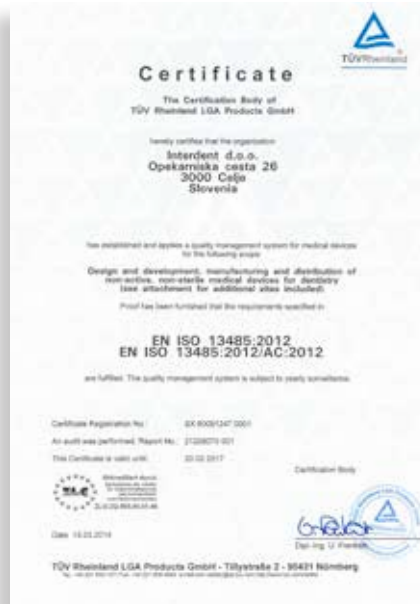 TÜVRheinland
Certificate
The Certification Body of
TÜV Rheinland LGA Products GmbH
hereby certifies that the organization
Interdent d.o.o.
Opekarniska cesta 26
3000 Celje
Slovenia
has established and applies a quality management system for medical devices
for the following scope:
Design and development, manufacturing and distribution of
non-active, non-sterile medical devices for dentistry
(see attachment for additional sites included)
Proof has been furnished that the requirements specified in
EN ISO 13485:2012
EN ISO 13485:2012/AC:2012
are fulfilled. The quality management system is subject to yearly surveillance.
Certificate Registration No.:
An audit was performed. Report No.:
This Certificate is valid until:
Certification Body
Date
TÜV Rheinland LGA Products GmbH - Tillystraße 2 - 90431 Nürnberg